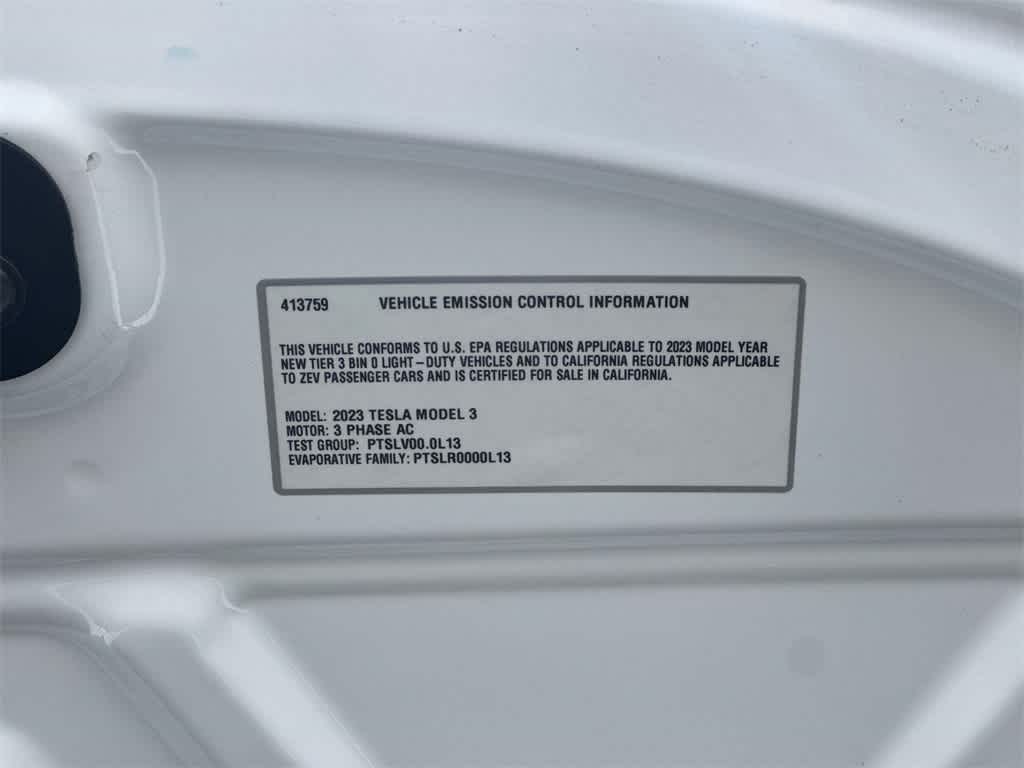 413759 VEHICLE EMISSION CONTROL INFORMATION
THIS VEHICLE CONFORMS TO U.S. EPA REGULATIONS APPLICABLE TO 2023 MODEL YEAR
NEW TIER 3 BIN 0 LIGHT-DUTY VEHICLES AND TO CALIFORNIA REGULATIONS APPLICABLE
TO ZEV PASSENGER CARS AND IS CERTIFIED FOR SALE IN CALIFORNIA.
MODEL: 2023 TESLA MODEL 3
MOTOR: 3 PHASE AC
TEST GROUP: PTSLV00.0L13
EVAPORATIVE FAMILY: PTSLR0000L13